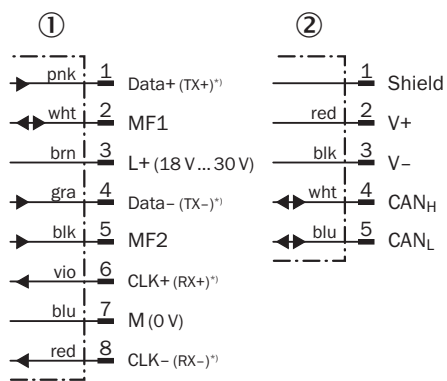 ①
pnk 1 Data+ (TX+)*)
wht 2 MF1
brn 3 L+ (18 V... 30 V)
gra 4 Data– (TX–)*)
blk 5 MF2
vio 6 CLK+ (RX+)*)
blu 7 M (0 V)
red 8 CLK– (RX–)*)
②
1 Shield
red 2 V+
blk 3 V–
wht 4 CANH
blu 5 CANL